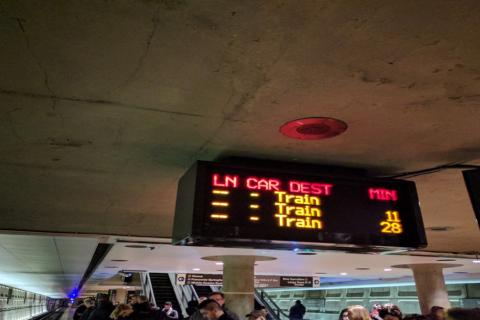 LN CAR DEST MIN
-- - Train
-- - Train 11
-- - Train 28